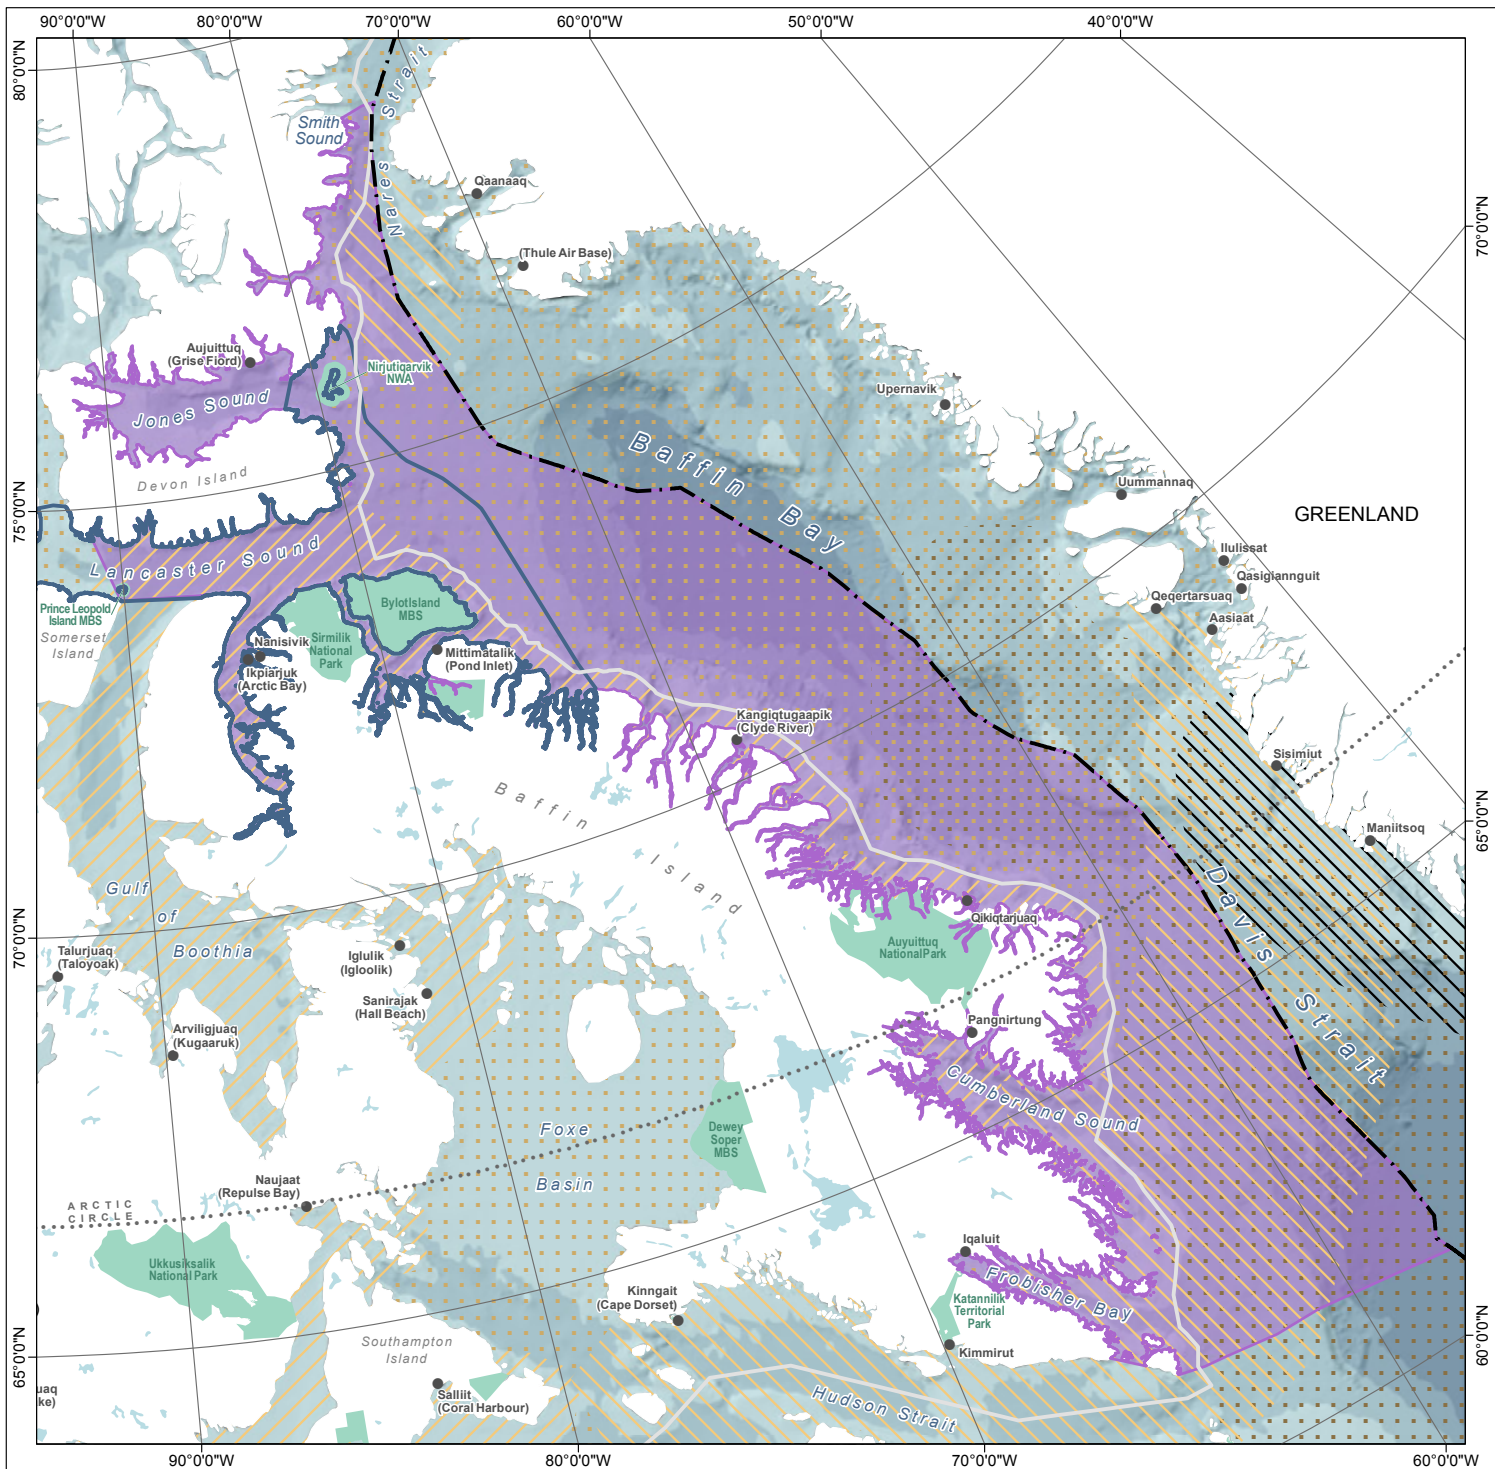 90°0'0"W
80°0'0"W
70°0'0"W
60°0'0"W
50°0'0"W
40°0'0"W
80°0'0"N
75°0'0"N
70°0'0"N
65°0'0"N
70°0'0"N
65°0'0"N
60°0'0"N
Nares Strait
Smith
Sound
Nares
Qaanaaq
(Thule Air Base)
Aujuittuq
(Grise Fiord)
Nirjutiqarvik
NWA
Jones Sound
Devon Island
Upernavik
Baffin Bay
Uummannaq
GREENLAND
Ilulissat
Qasigiannguit
Qeqertarsuaq
Aasiaat
Lancaster Sound
Prince Leopold
Island MBS
Somerset
Island
BylotIsland
MBS
Sirmilik
National
Park
Nanisivik
Ikpiarjuk
(Arctic Bay)
Mittimatalik
(Pond Inlet)
Kangiqtugaapik
(Clyde River)
Sisimiut
Maniitsoq
Baffin
Island
Davis Strait
Gulf
of
Boothia
Talurjuaq
(Taloyoak)
Iglulik
(Igloolik)
Sanirajak
(Hall Beach)
Arviligjuaq
(Kugaaruk)
Qikiqtarjuaq
Auyuittuq
NationalPark
Pangnirtung
Cumberland Sound
Foxe
Basin
Dewey
Soper
MBS
Naujaat
(Repulse Bay)
ARCTIC
CIRCLE
Ukkusiksalik
National Park
Iqaluit
Frobisher Bay
Katannilik
Territorial
Park
Kimmirut
Kinngait
(Cape Dorset)
Southampton
Island
Salliit
(Coral Harbour)
Hudson Strait
uaq
ke)
90°0'0"W
80°0'0"W
70°0'0"W
60°0'0"W